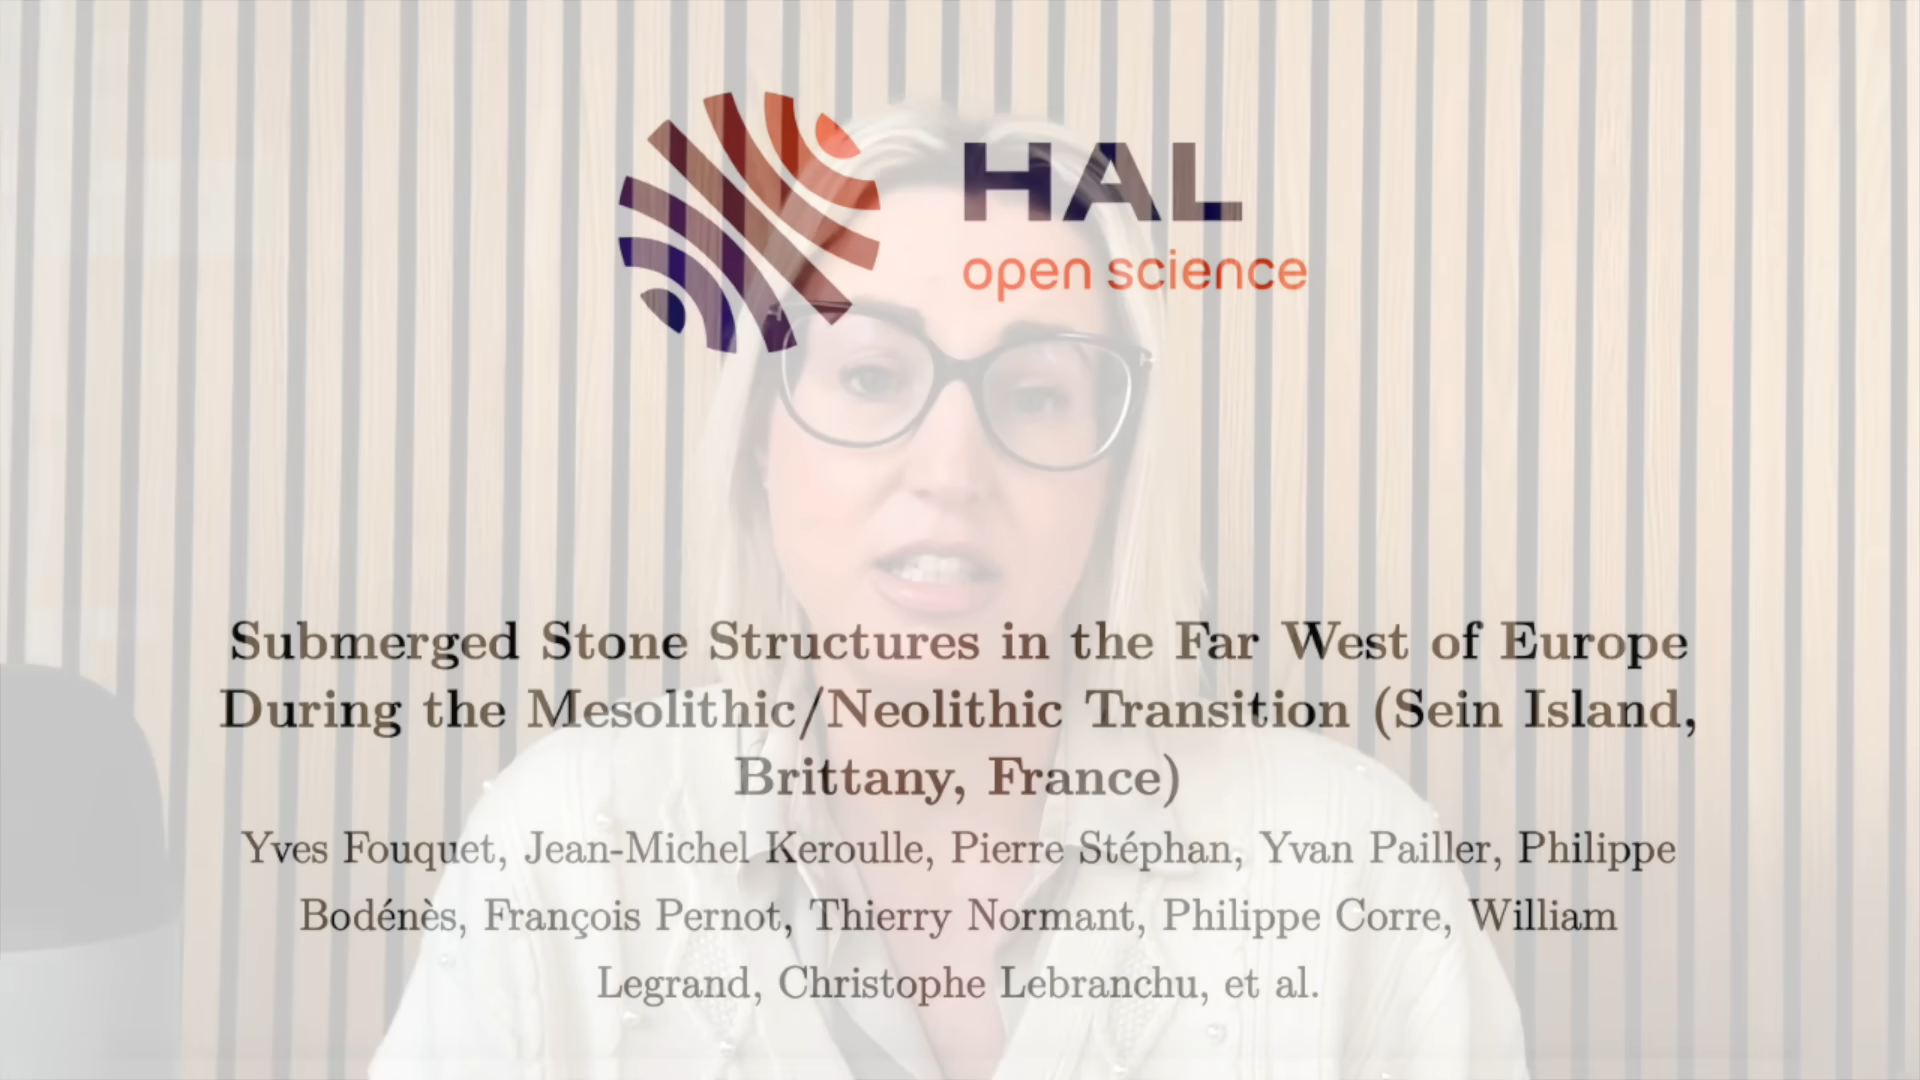 HAL
open science
Submerged Stone Structures in the Far West of Europe
During the Mesolithic/Neolithic Transition (Sein Island,
Brittany, France)
Yves Fouquet, Jean-Michel Keroulle, Pierre Stéphan, Yvan Pailler, Philippe
Bodénès, François Pernot, Thierry Normant, Philippe Corre, William
Legrand, Christophe Lebranchu, et al.